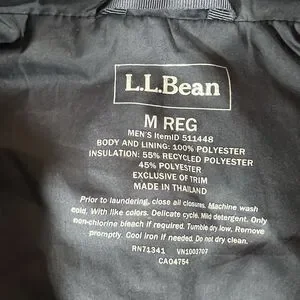 L.L.Bean
M REG
MEN'S ItemID 511448
BODY AND LINING: 100% POLYESTER
INSULATION: 55% RECYCLED POLYESTER
45% POLYESTER
EXCLUSIVE OF TRIM
MADE IN THAILAND
Prior to laundering, close all closures. Machine wash
cold, With like colors. Delicate cycle. Mild detergent. Only
non-chlorine bleach if required. Tumble dry low. Remove
promptly. Cool iron if needed. Do not dry clean.
RN71341 VN1003707
CA04754